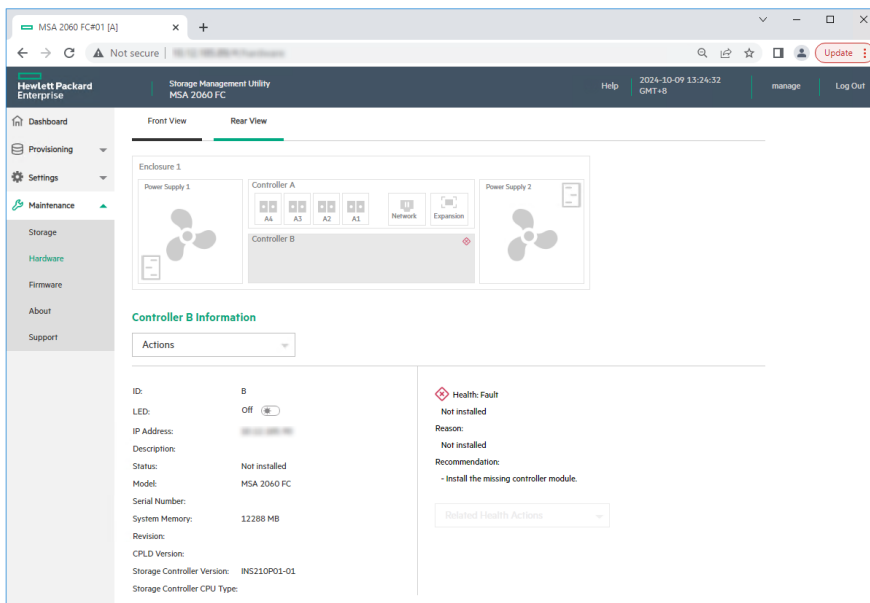 MSA 2060 FC#01 [A]
Not secure
Update
Hewlett Packard
Enterprise
Storage Management Utility
MSA 2060 FC
Help
2024-10-09 13:24:32
GMT+8
manage
Log Out
Dashboard
Provisioning
Settings
Maintenance
Storage
Hardware
Firmware
About
Support
Front View
Rear View
Enclosure 1
Power Supply 1
Controller A
A4
A3
A2
A1
Network
Expansion
Controller B
Power Supply 2
Controller B Information
Actions
ID: B
LED: Off
IP Address:
Description:
Status: Not installed
Model: MSA 2060 FC
Serial Number:
System Memory: 12288 MB
Revision:
CPLD Version:
Storage Controller Version: INS210P01-01
Storage Controller CPU Type:
Health: Fault
Not installed
Reason:
Not installed
Recommendation:
- Install the missing controller module.
Related Health Actions